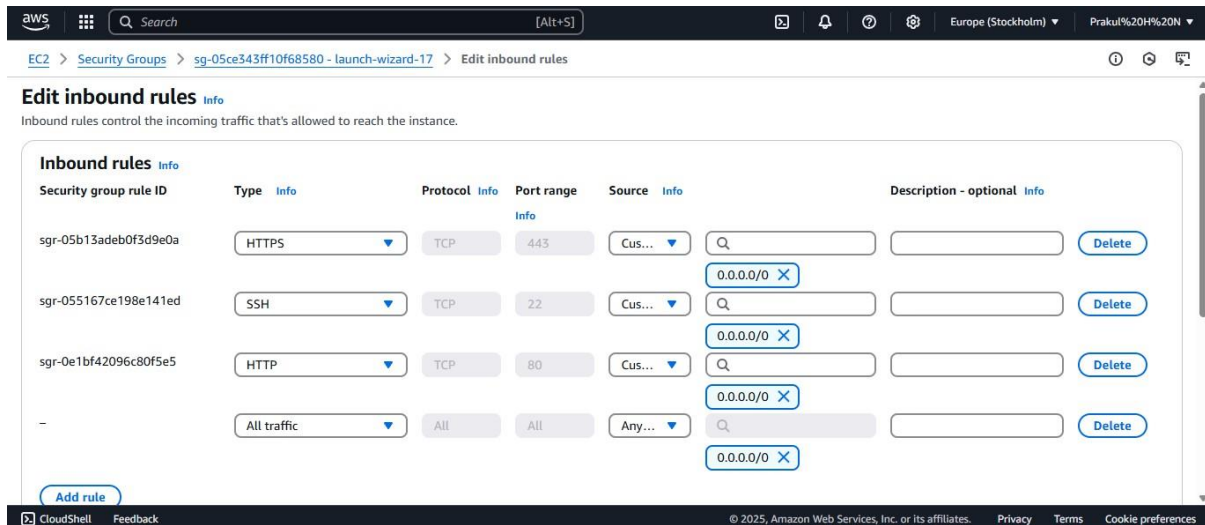 aws Search [Alt+S] Europe (Stockholm) Prakul%20H%20N
EC2 > Security Groups > sg-05ce343ff10f68580 - launch-wizard-17 > Edit inbound rules
Edit inbound rules Info
Inbound rules control the incoming traffic that's allowed to reach the instance.
Inbound rules Info
Security group rule ID Type Info Protocol Info Port range Source Info Description - optional Info
Info
sgr-05b13adeb0f3d9e0a HTTPS TCP 443 Cus... Delete
0.0.0.0/0
sgr-055167ce198e141ed SSH TCP 22 Cus... Delete
0.0.0.0/0
sgr-0e1bf42096c80f5e5 HTTP TCP 80 Cus... Delete
0.0.0.0/0
– All traffic All All Any... Delete
0.0.0.0/0
Add rule
CloudShell Feedback © 2025, Amazon Web Services, Inc. or its affiliates. Privacy Terms Cookie preferences